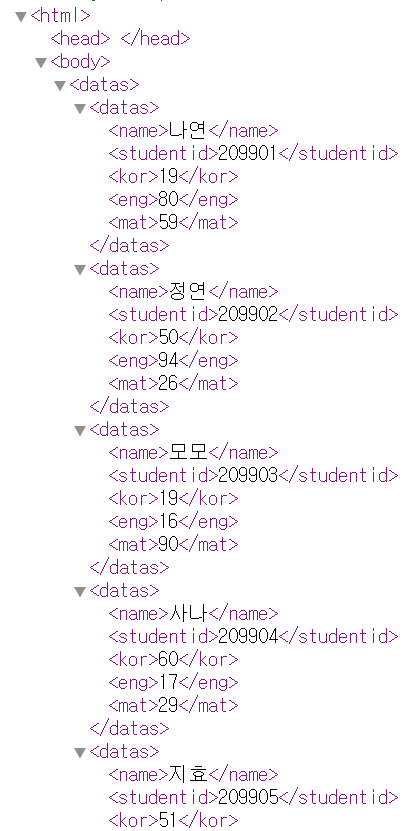 ▼<html>
<head> </head>
▼<body>
▼<datas>
▼<datas>
<name>나연</name>
<studentid>209901</studentid>
<kor>19</kor>
<eng>80</eng>
<mat>59</mat>
</datas>
▼<datas>
<name>정연</name>
<studentid>209902</studentid>
<kor>50</kor>
<eng>94</eng>
<mat>26</mat>
</datas>
▼<datas>
<name>모모</name>
<studentid>209903</studentid>
<kor>19</kor>
<eng>16</eng>
<mat>90</mat>
</datas>
▼<datas>
<name>사나</name>
<studentid>209904</studentid>
<kor>60</kor>
<eng>17</eng>
<mat>29</mat>
</datas>
▼<datas>
<name>지효</name>
<studentid>209905</studentid>
<kor>51</kor>